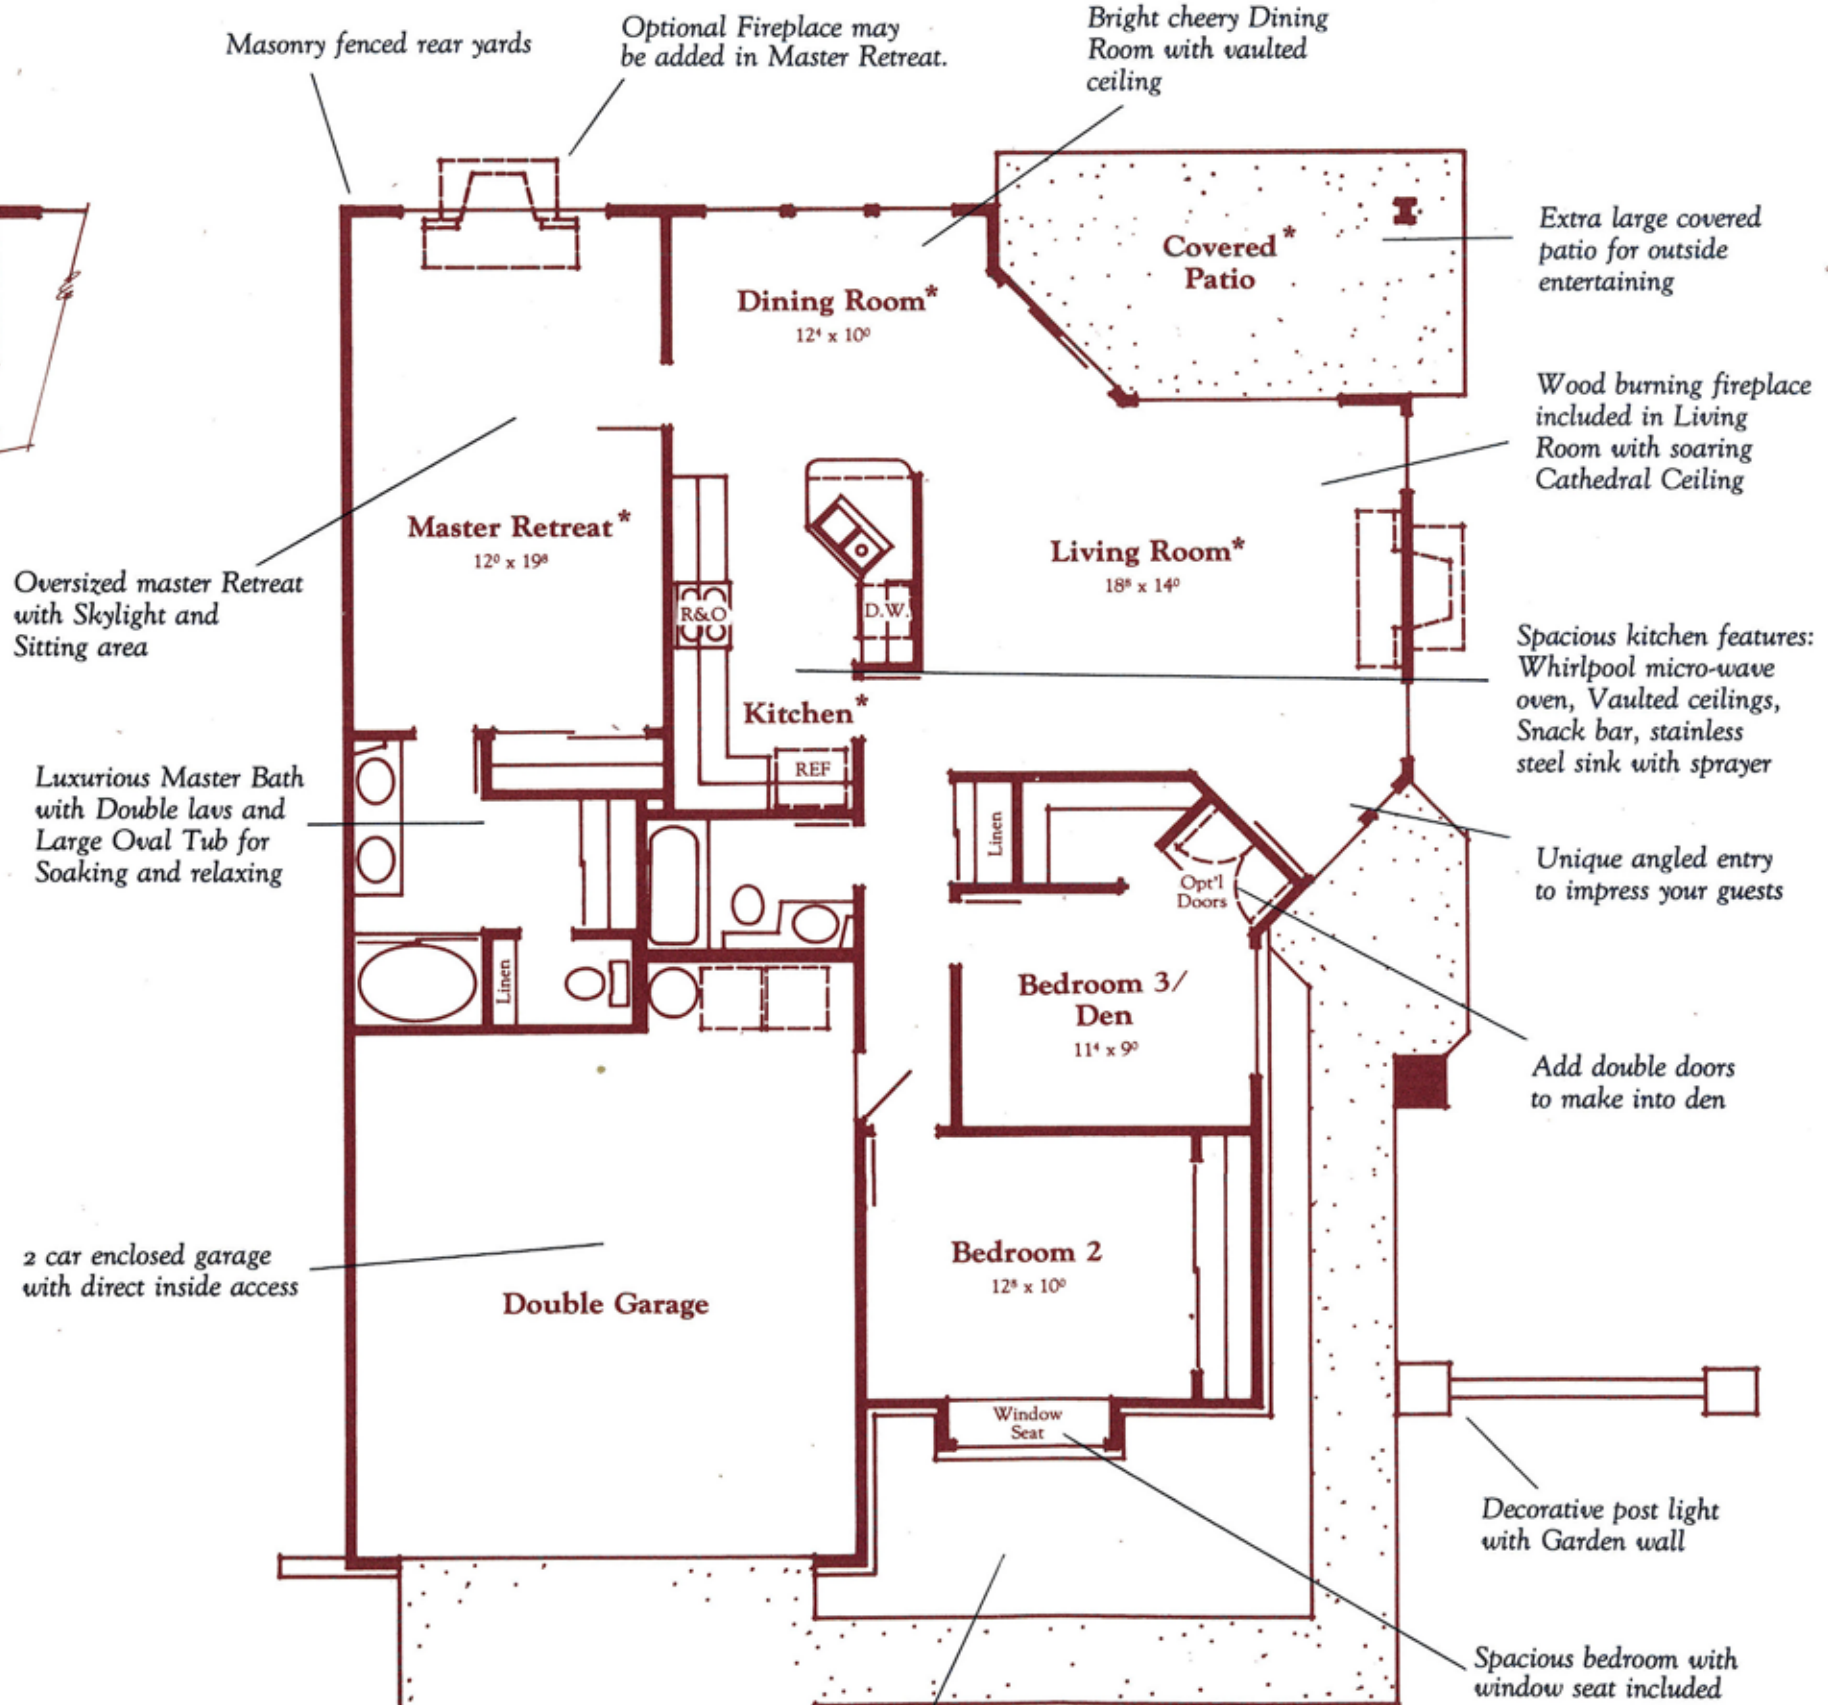 Masonry fenced rear yards
Optional Fireplace may
be added in Master Retreat.
Bright cheery Dining
Room with vaulted
ceiling
Covered*
Patio
Extra large covered
patio for outside
entertaining
Dining Room*
12⁴ x 10⁰
Wood burning fireplace
included in Living
Room with soaring
Cathedral Ceiling
Master Retreat*
12⁰ x 19⁸
Living Room*
18⁸ x 14⁰
Oversized master Retreat
with Skylight and
Sitting area
R&O
D.W.
Spacious kitchen features:
Whirlpool micro-wave
oven, Vaulted ceilings,
Snack bar, stainless
steel sink with sprayer
Kitchen*
REF
Luxurious Master Bath
with Double lavs and
Large Oval Tub for
Soaking and relaxing
Linen
Unique angled entry
to impress your guests
Opt'l
Doors
Linen
Bedroom 3/
Den
11⁴ x 9⁰
Add double doors
to make into den
2 car enclosed garage
with direct inside access
Double Garage
Bedroom 2
12⁸ x 10⁰
Window
Seat
Decorative post light
with Garden wall
Spacious bedroom with
window seat included